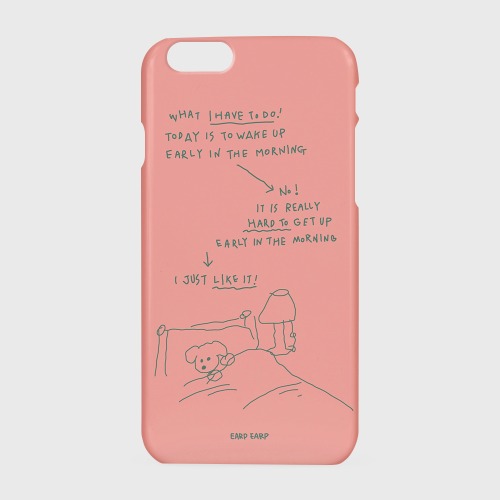 WHAT I HAVE TO DO!
TODAY IS TO WAKE UP
EARLY IN THE MORNING
NO!
IT IS REALLY
HARD TO GET UP
EARLY IN THE MORNING
I JUST LIKE IT!
EARP EARP